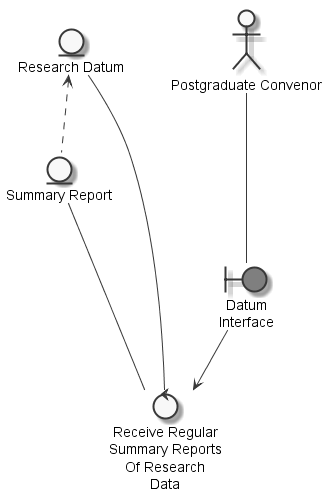 Research Datum
Postgraduate Convenor
Summary Report
Datum
Interface
Receive Regular
Summary Reports
Of Research
Data